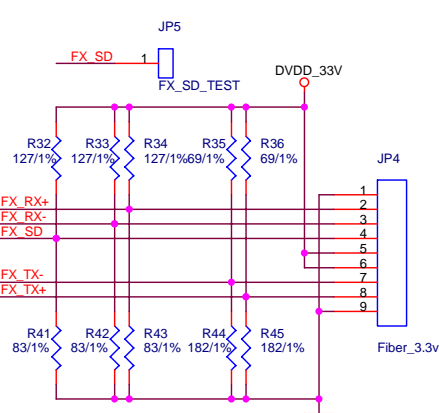 JP5
FX_SD 1
FX_SD_TEST
DVDD_33V
R32 R33 R34 R35 R36
127/1% 127/1% 127/1% 69/1% 69/1%
JP4
1
FX_RX+ 2
FX_RX- 3
FX_SD 4
5
6
FX_TX- 7
FX_TX+ 8
9
R41 R42 R43 R44 R45
83/1% 83/1% 83/1% 182/1% 182/1%
Fiber_3.3v